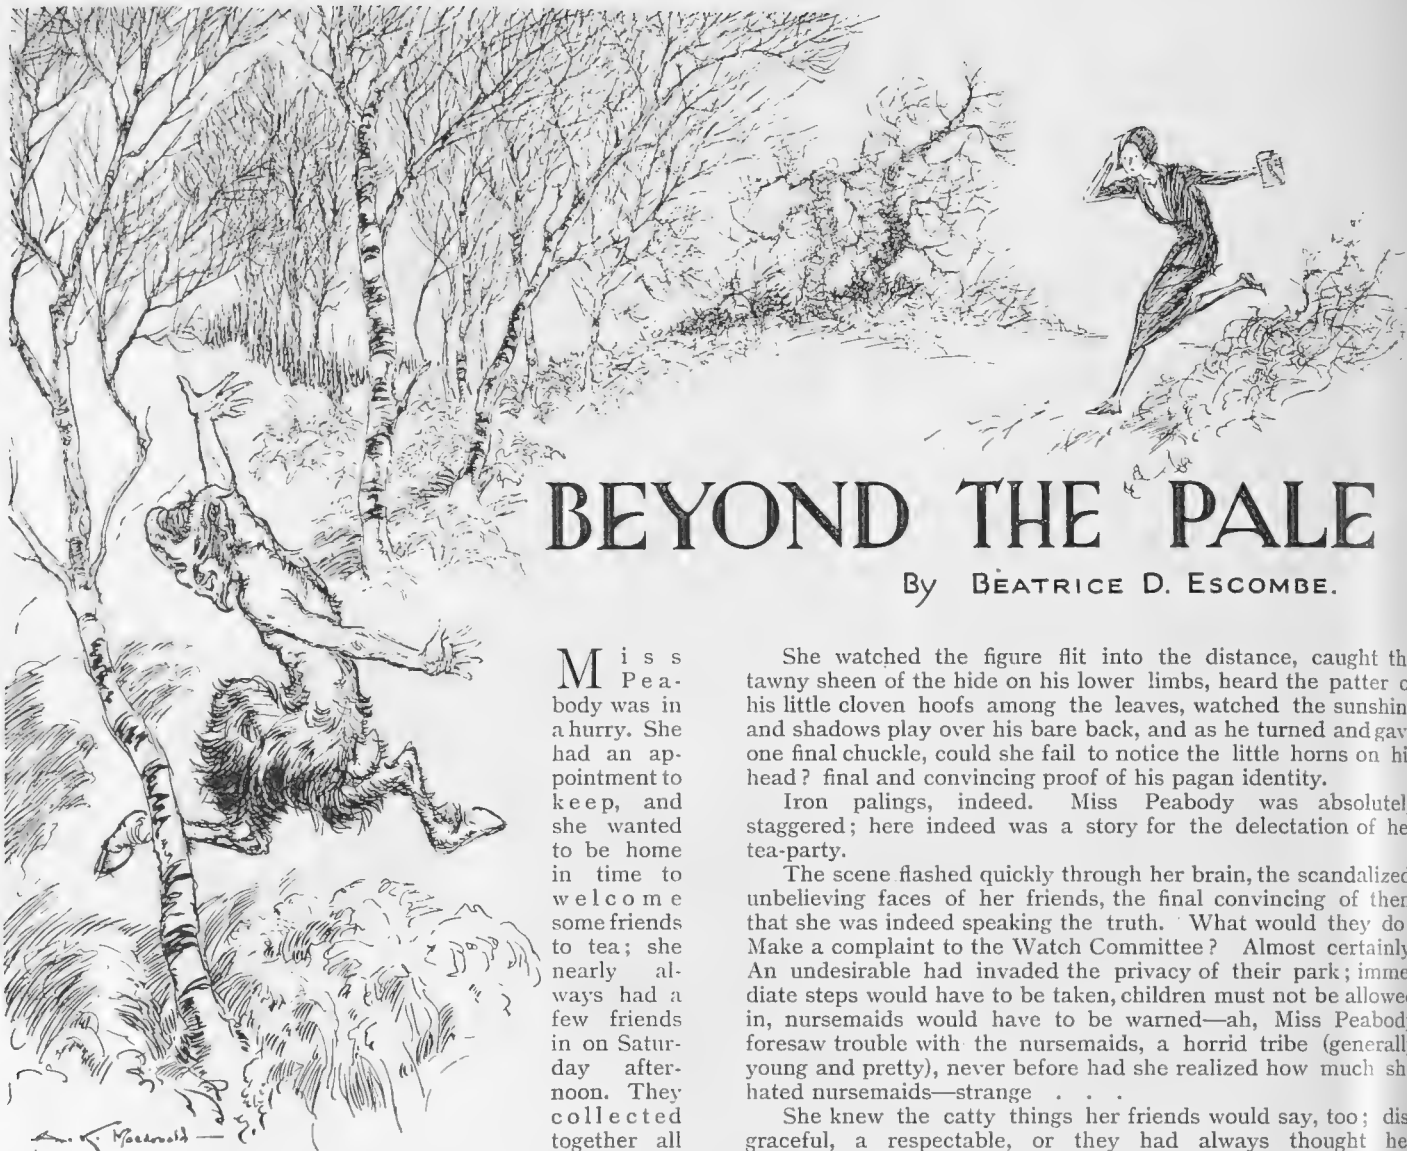 BEYOND THE PALE
By BEATRICE D. ESCOMBE.
Miss
Pea-
body was in
a hurry. She
had an ap-
pointment to
keep, and
she wanted
to be home
in time to
welcome
some friends
to tea; she
nearly al-
ways had a
few friends
in on Satur-
day after-
noon. They
collected
together all
She watched the figure flit into the distance, caught th
tawny sheen of the hide on his lower limbs, heard the patter o
his little cloven hoofs among the leaves, watched the sunshin
and shadows play over his bare back, and as he turned and gav
one final chuckle, could she fail to notice the little horns on hi
head? final and convincing proof of his pagan identity.
Iron palings, indeed. Miss Peabody was absolutel
staggered; here indeed was a story for the delectation of he
tea-party.
The scene flashed quickly through her brain, the scandalized
unbelieving faces of her friends, the final convincing of them
that she was indeed speaking the truth. What would they do
Make a complaint to the Watch Committee? Almost certainly
An undesirable had invaded the privacy of their park; imme
diate steps would have to be taken, children must not be allowe
in, nursemaids would have to be warned—ah, Miss Peabod
foresaw trouble with the nursemaids, a horrid tribe (generall
young and pretty), never before had she realized how much sh
hated nursemaids—strange . . .
She knew the catty things her friends would say, too; dis
graceful, a respectable, or they had always thought he
A. K. Macdonald —